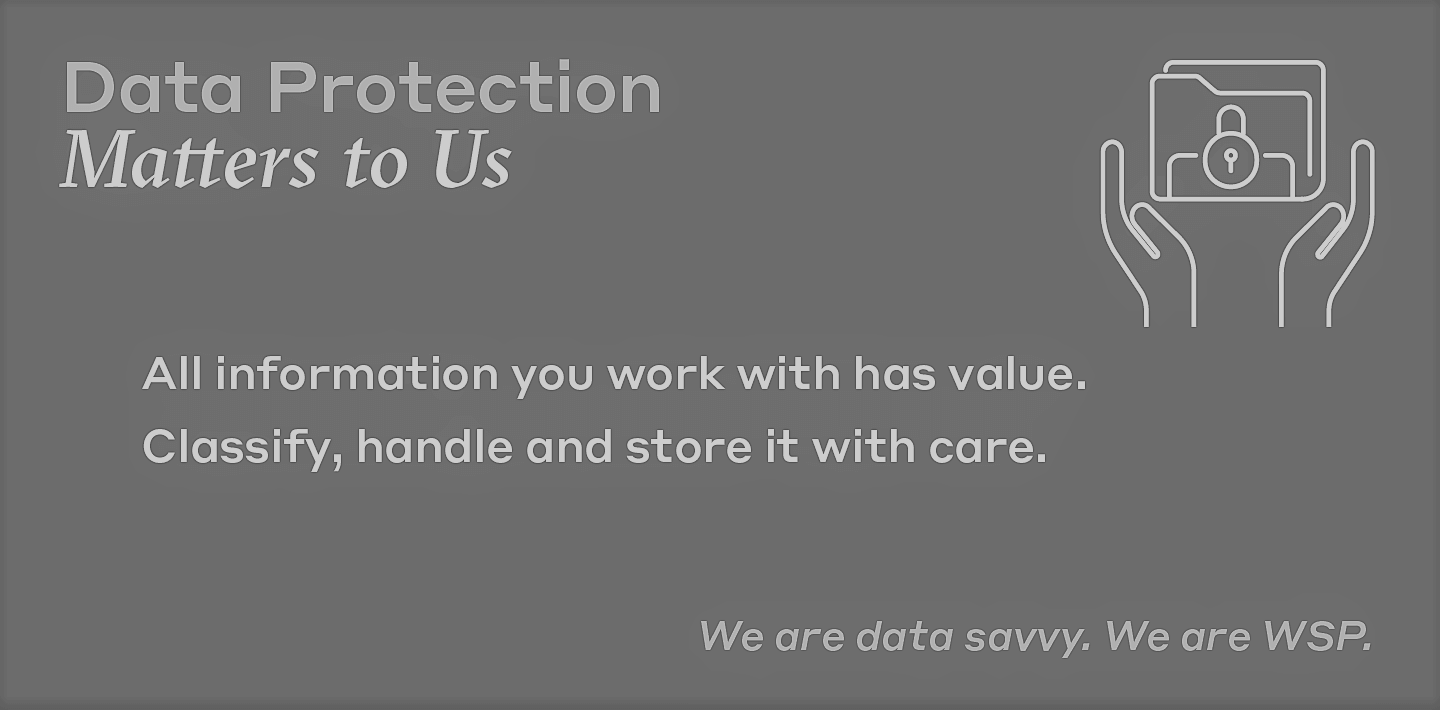 Data Protection
Matters to Us
All information you work with has value.
Classify, handle and store it with care.
We are data savvy. We are WSP.